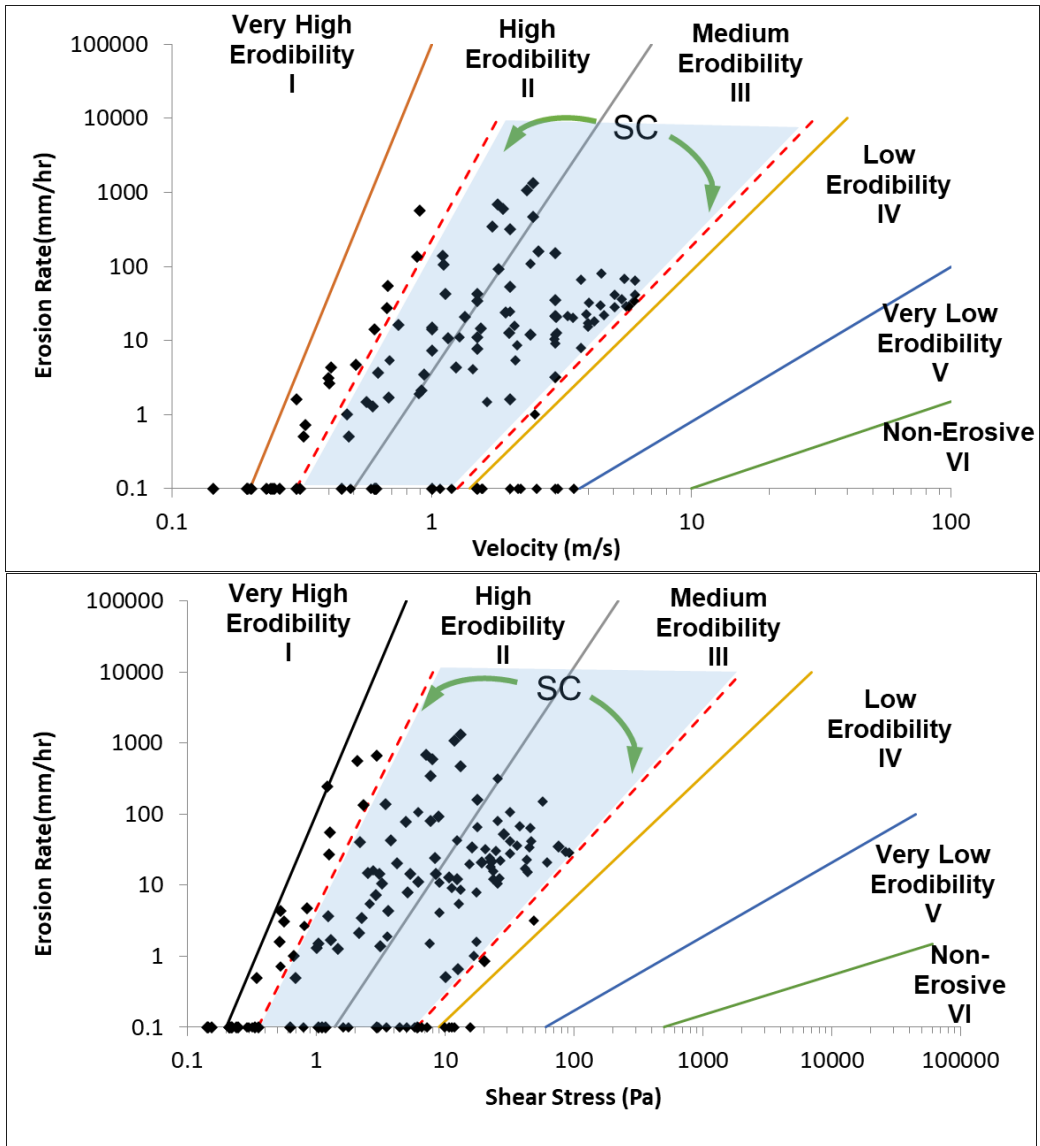 Very High
Erodibility
I
High
Erodibility
II
Medium
Erodibility
III
100000
10000
1000
100
10
1
0.1
Erosion Rate(mm/hr)
SC
Low
Erodibility
IV
Very Low
Erodibility
V
Non-Erosive
VI
0.1
1
10
100
Velocity (m/s)
Very High
Erodibility
I
High
Erodibility
II
Medium
Erodibility
III
100000
10000
1000
100
10
1
0.1
Erosion Rate(mm/hr)
SC
Low
Erodibility
IV
Very Low
Erodibility
V
Non-
Erosive
VI
0.1
1
10
100
1000
10000
100000
Shear Stress (Pa)